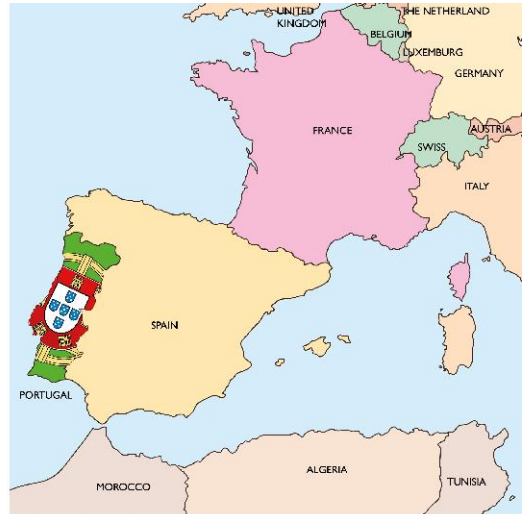 UNITED
KINGDOM
THE NETHERLAND
BELGIUM
LUXEMBURG
GERMANY
FRANCE
AUSTRIA
SWISS
ITALY
SPAIN
PORTUGAL
ALGERIA
TUNISIA
MOROCCO